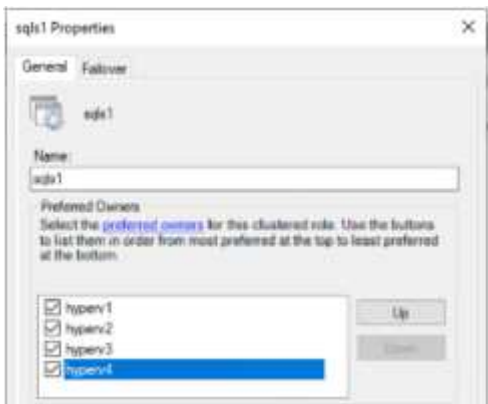 sqls1 Properties
General Failover
sqls1
Name:
sqls1
Preferred Owners
Select the preferred owners for this clustered role. Use the buttons
to list them in order from most preferred at the top to least preferred
at the bottom.
hyperv1
Up
hyperv2
hyperv3
Down
hyperv4